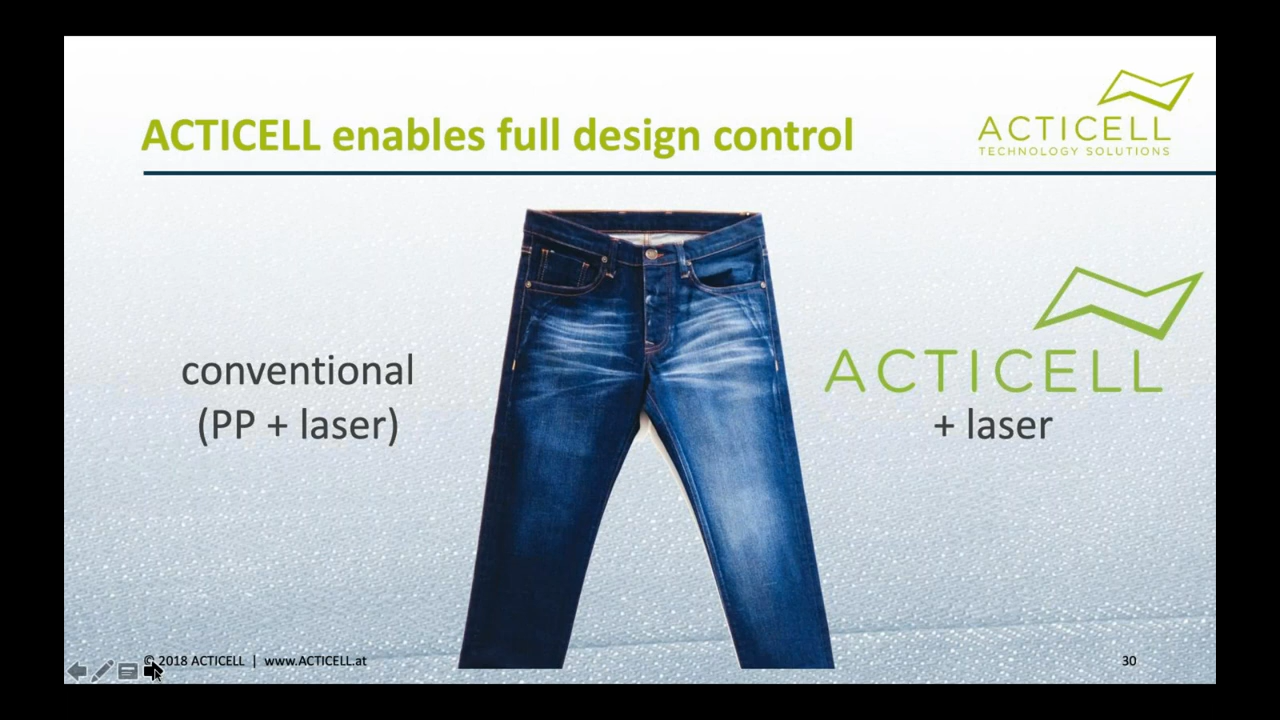 ACTICELL enables full design control
ACTICELL
TECHNOLOGY SOLUTIONS
conventional
(PP + laser)
ACTICELL
+ laser
© 2018 ACTICELL | www.ACTICELL.at
30